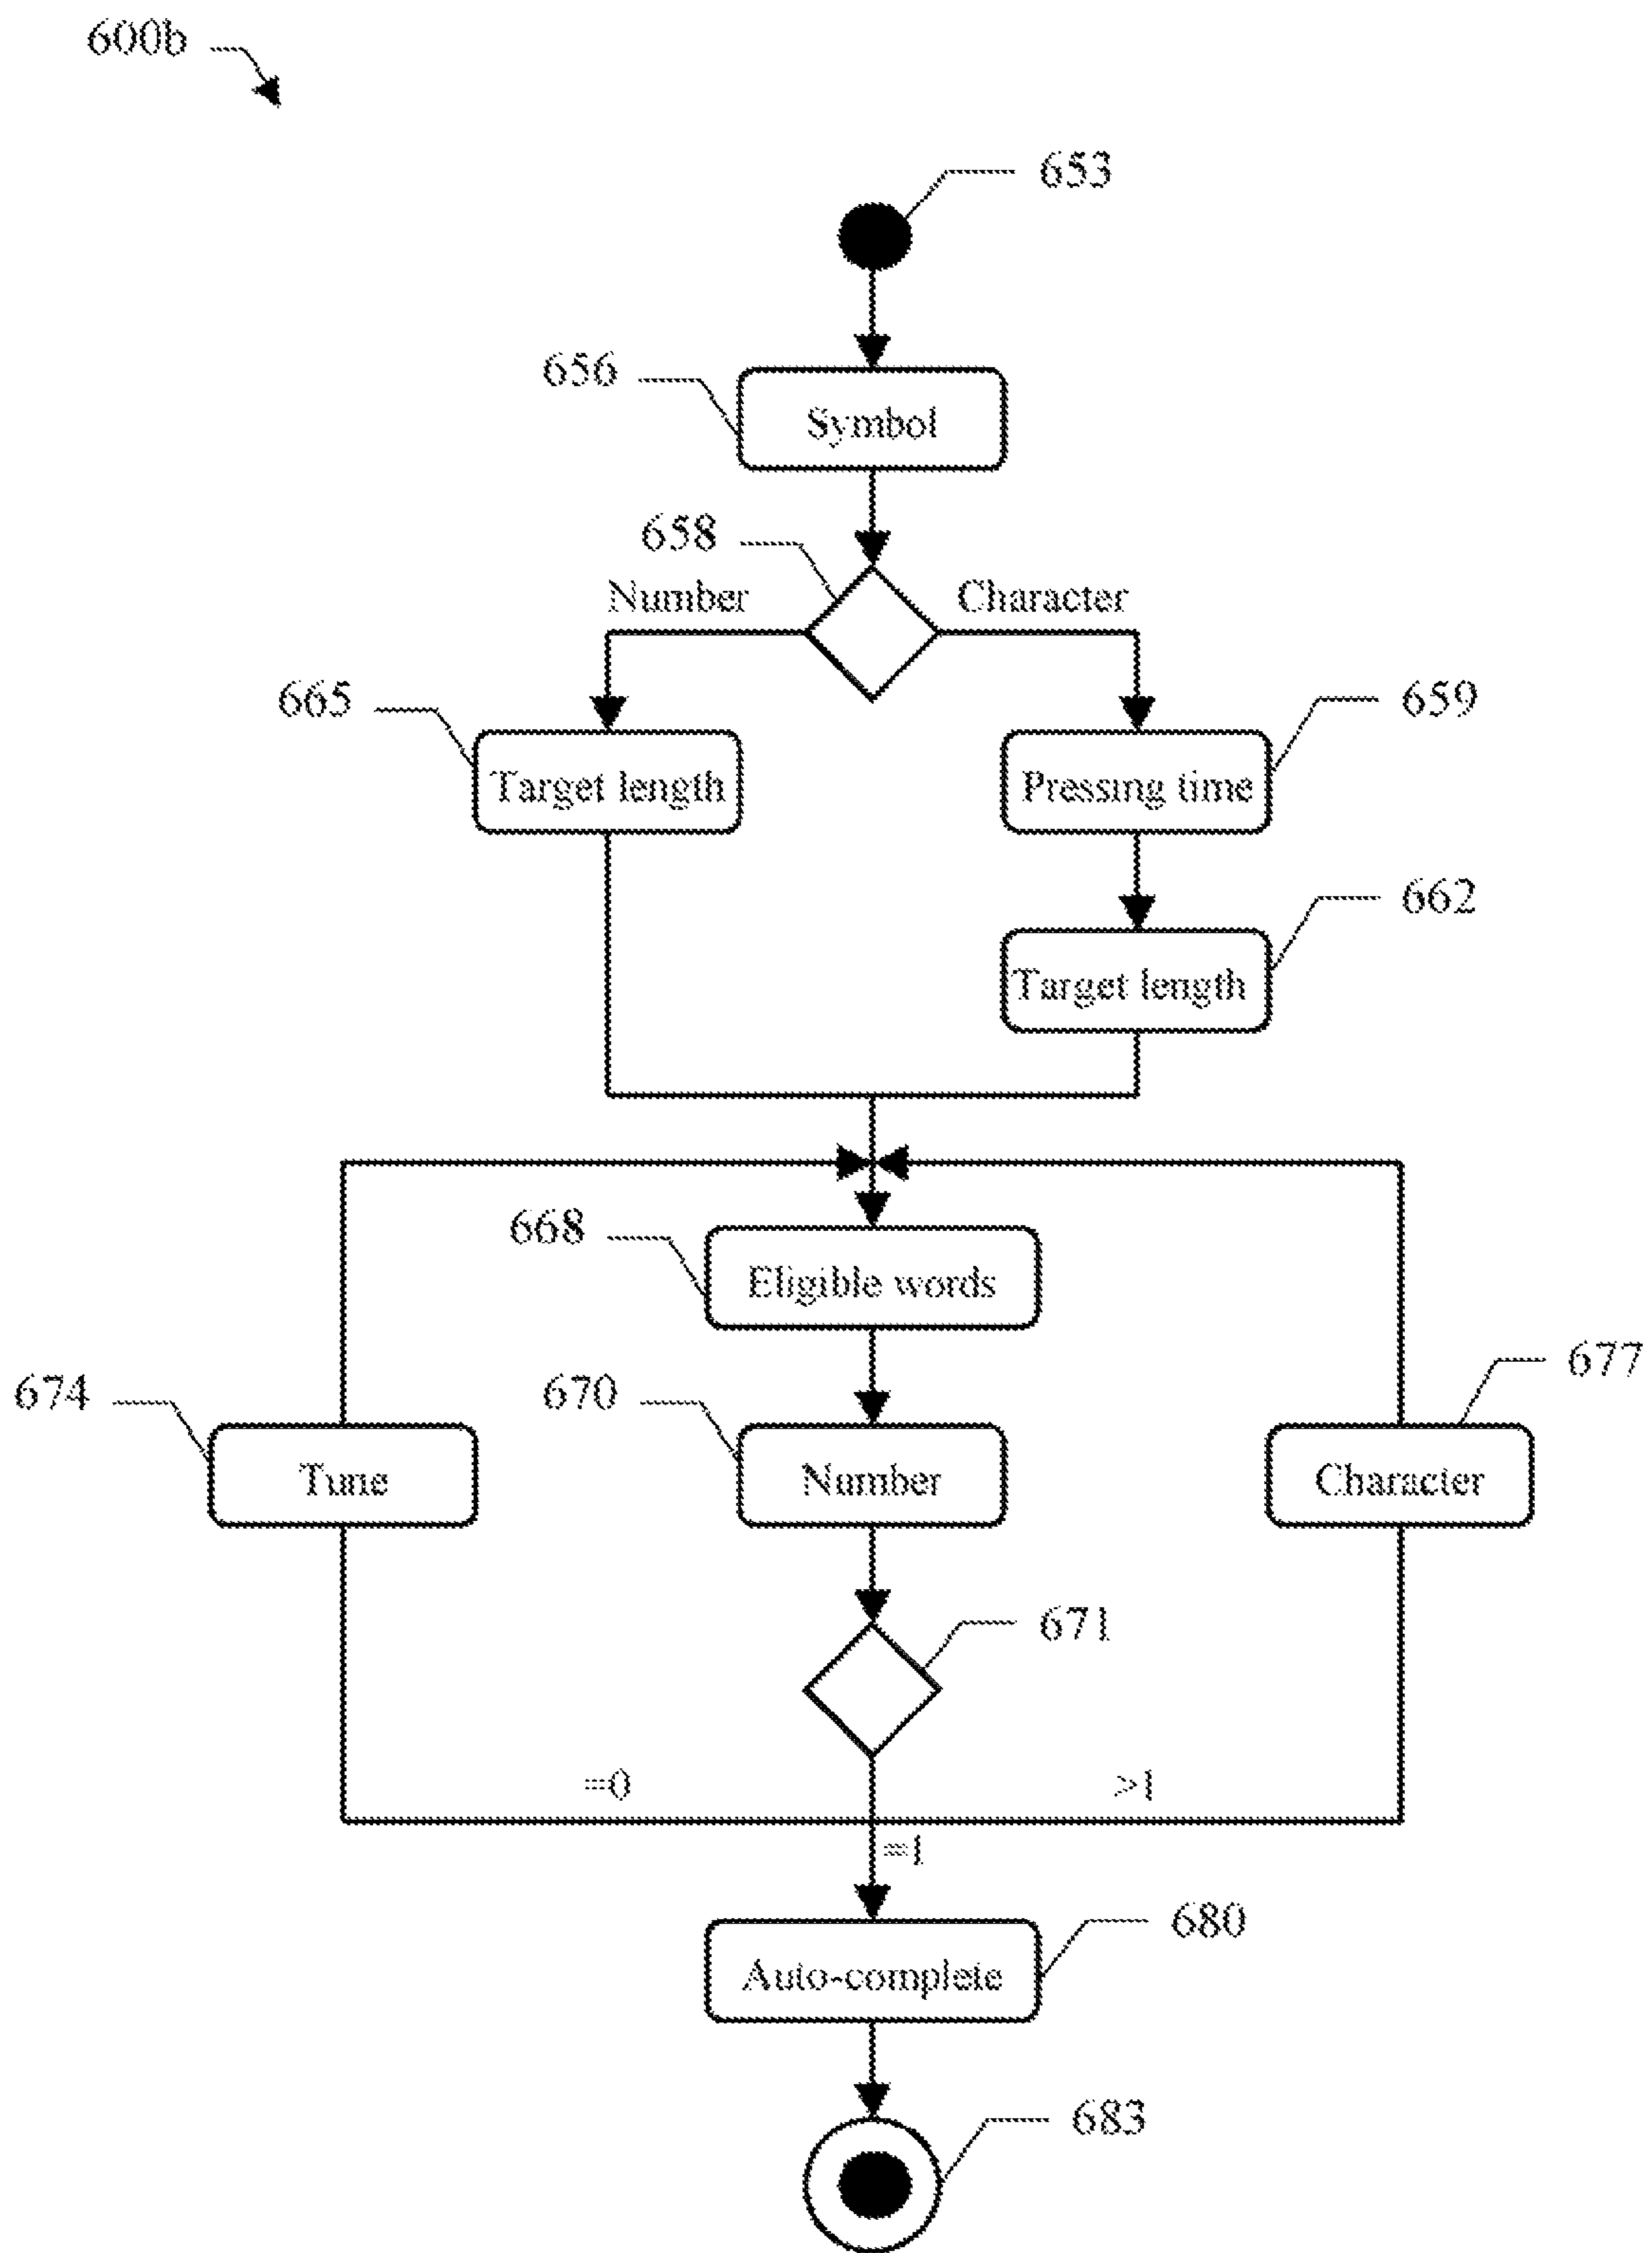 600b
653
656
Symbol
658
Number
Character
665
659
Target length
Pressing time
662
Target length
668
Eligible words
677
674
670
Tune
Number
Character
671
=0
>1
=1
680
Auto-complete
683